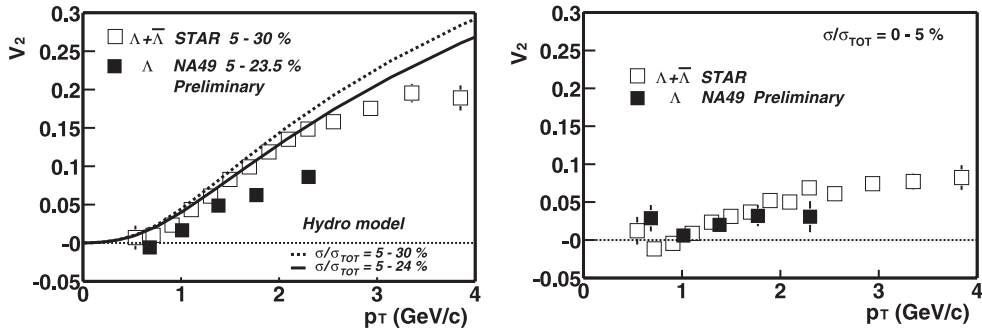 V2
0.3
0.25
0.2
0.15
0.1
0.05
-0
-0.05
0 1 2 3 4
pT (GeV/c)
Λ+Λ̅ STAR 5 - 30 %
Λ NA49 5 - 23.5 %
Preliminary
Hydro model
σ/σTOT = 5 - 30 %
σ/σTOT = 5 - 24 %
V2
0.3
0.25
0.2
0.15
0.1
0.05
-0
-0.05
0 1 2 3 4
pT (GeV/c)
σ/σTOT = 0 - 5 %
Λ+Λ̅ STAR
Λ NA49 Preliminary